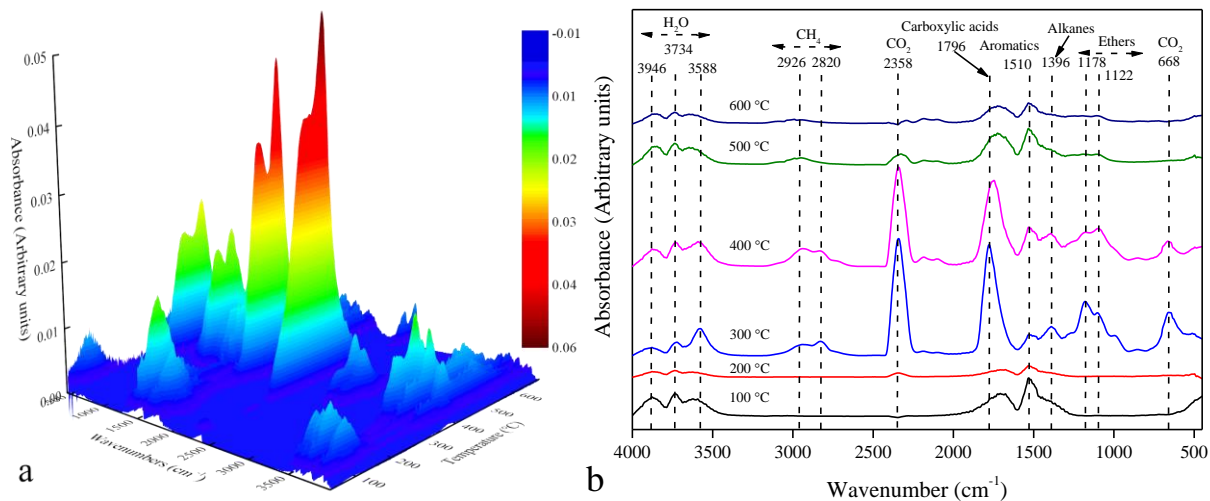 0.05
0.04
0.03
0.02
0.01
0.00
Absorbance (Arbitrary units)
1000
1500
2000
2500
3000
3500
Wavenumbers (cm⁻¹)
100
200
300
400
500
600
Temperature (°C)
-0.01
0.01
0.01
0.02
0.03
0.04
0.06
a
H₂O
3946
3734
3588
CH₄
2926 2820
CO₂
2358
Carboxylic acids
1796
Aromatics
1510
Alkanes
1396
Ethers
1178
1122
CO₂
668
600 °C
500 °C
400 °C
300 °C
200 °C
100 °C
Absorbance (Arbitrary units)
4000 3500 3000 2500 2000 1500 1000 500
Wavenumber (cm⁻¹)
b